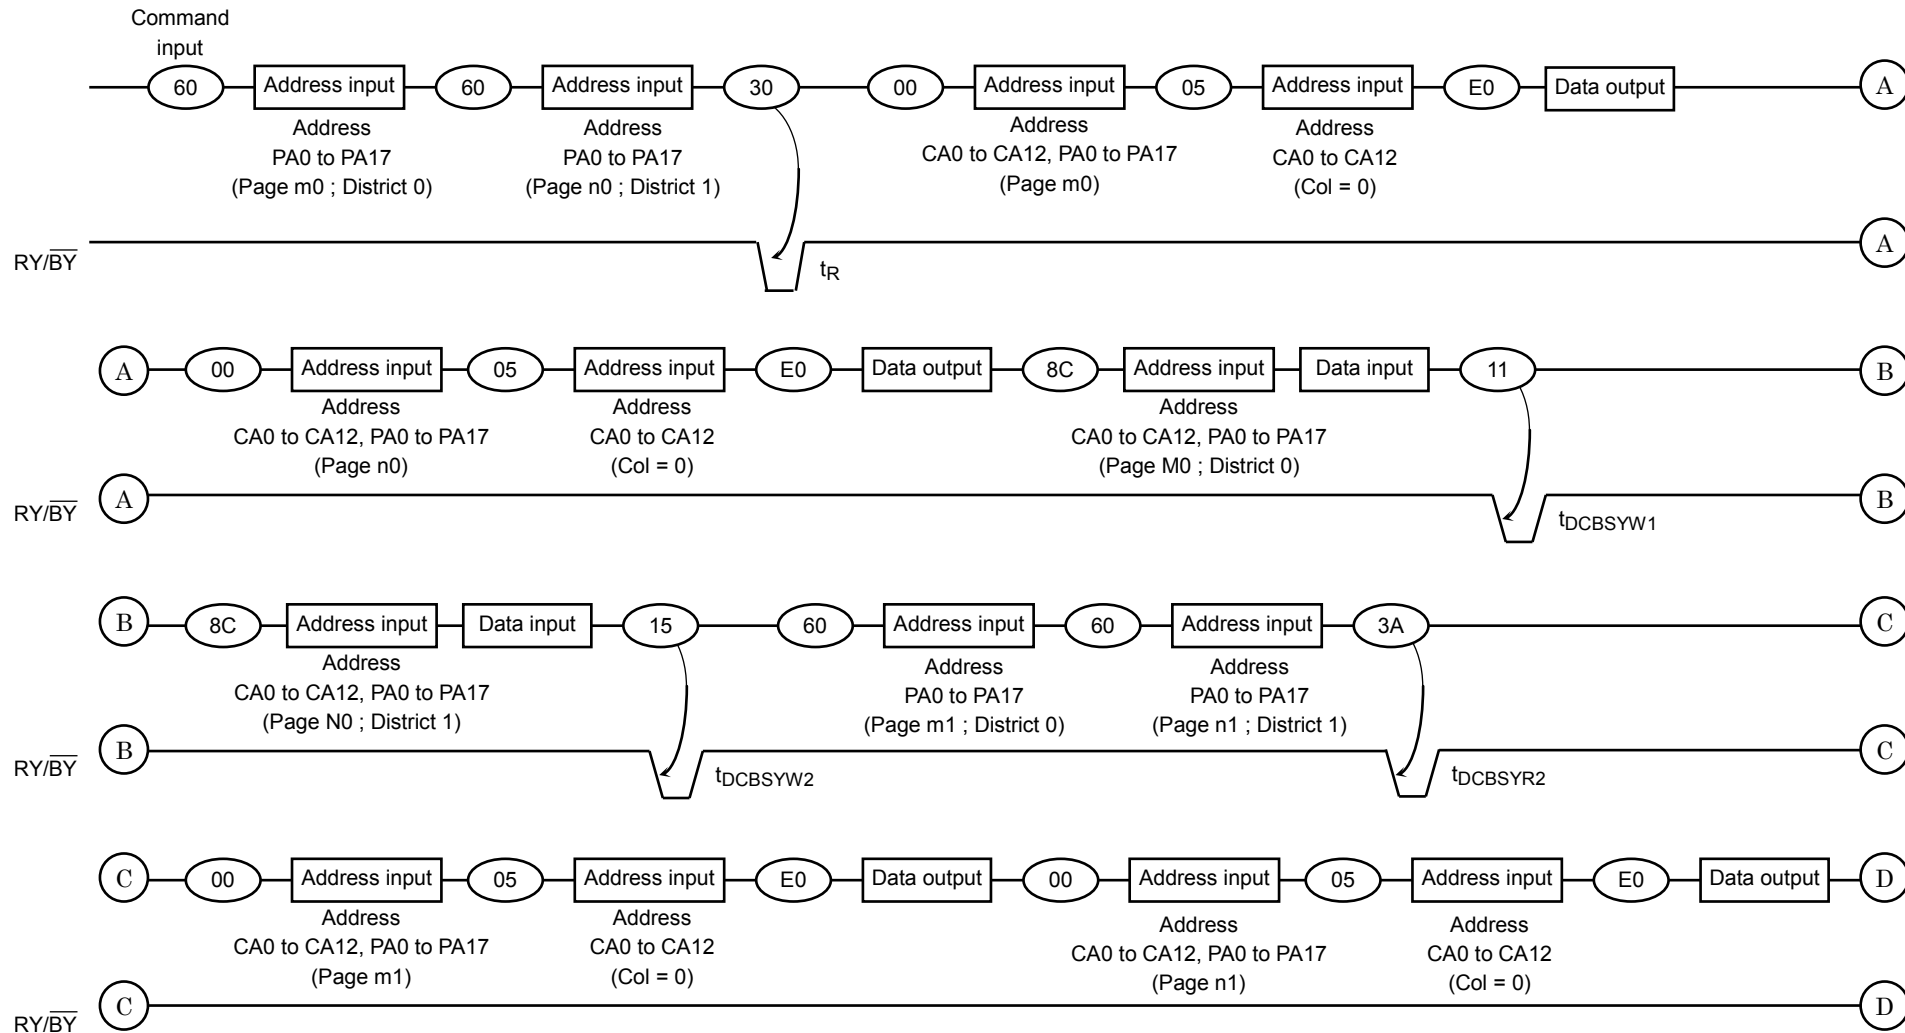 Command
input
60 Address input 60 Address input 30 00 Address input 05 Address input E0 Data output A
Address
PA0 to PA17
(Page m0 ; District 0)
Address
PA0 to PA17
(Page n0 ; District 1)
Address
CA0 to CA12, PA0 to PA17
(Page m0)
Address
CA0 to CA12
(Col = 0)
RY/B̅Y̅ A
tR
A 00 Address input 05 Address input E0 Data output 8C Address input Data input 11 B
Address
CA0 to CA12, PA0 to PA17
(Page n0)
Address
CA0 to CA12
(Col = 0)
Address
CA0 to CA12, PA0 to PA17
(Page M0 ; District 0)
RY/B̅Y̅ A B
tDCBSYW1
B 8C Address input Data input 15 60 Address input 60 Address input 3A C
Address
CA0 to CA12, PA0 to PA17
(Page N0 ; District 1)
Address
PA0 to PA17
(Page m1 ; District 0)
Address
PA0 to PA17
(Page n1 ; District 1)
RY/B̅Y̅ B C
tDCBSYW2
tDCBSYR2
C 00 Address input 05 Address input E0 Data output 00 Address input 05 Address input E0 Data output D
Address
CA0 to CA12, PA0 to PA17
(Page m1)
Address
CA0 to CA12
(Col = 0)
Address
CA0 to CA12, PA0 to PA17
(Page n1)
Address
CA0 to CA12
(Col = 0)
RY/B̅Y̅ C D